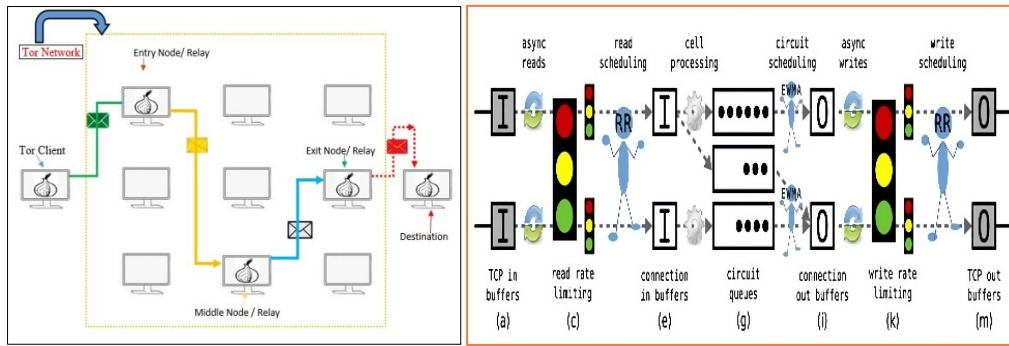 Tor Network
Entry Node/ Relay
Tor Client
Exit Node/ Relay
Destination
Middle Node / Relay
async reads
read scheduling
cell processing
circuit scheduling
async writes
write scheduling
I
RR
I
EWMA
O
RR
O
I
I
EWMA
O
O
TCP in buffers
read rate limiting
connection in buffers
circuit queues
connection out buffers
write rate limiting
TCP out buffers
(a)
(c)
(e)
(g)
(i)
(k)
(m)